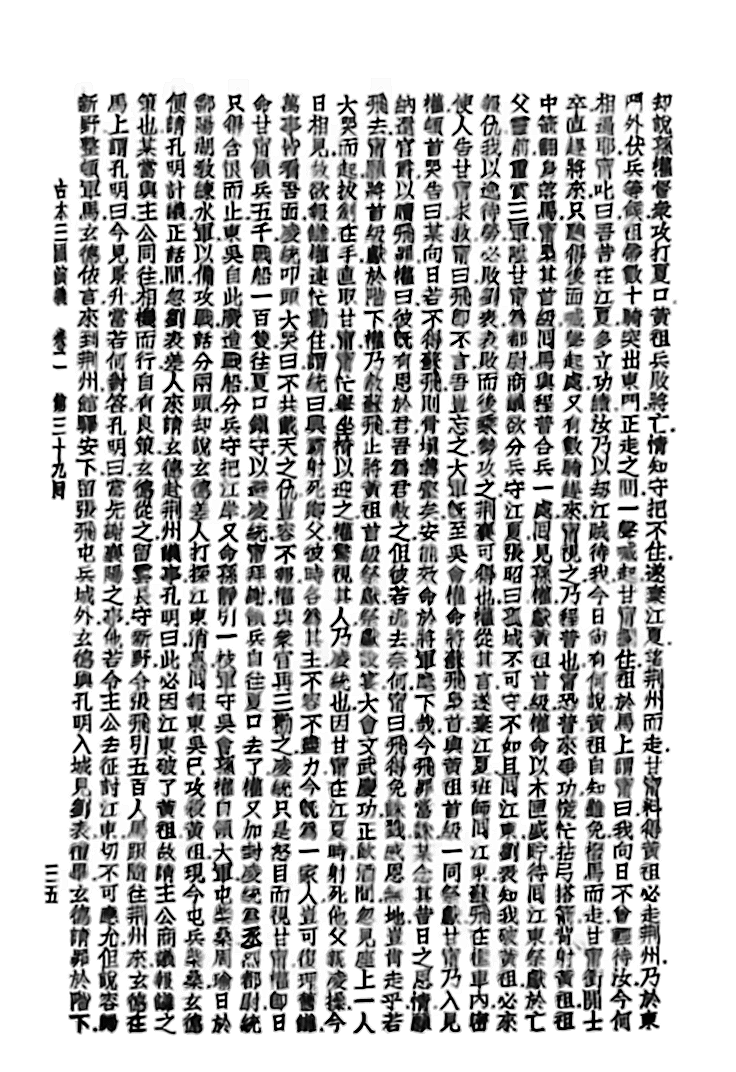 却說孫權督衆攻打夏口黃祖兵敗將亡情知守把不住遂棄江夏望荊州而走甘甯料得黃祖必走荊州乃於東
門外伏兵等候祖帶數十騎突出東門正走之間一聲喊起甘甯攔住祖於馬上謂甯曰我向日不曾輕待汝今何
相逼耶甯叱曰吾昔在江夏多立功績汝乃以劫江賊待我今日尚有何說黃祖自知難免撥馬而走甘甯衝開士
卒直趕將來只聽得後面喊聲起處又有數騎趕來甯視之乃程普也甯恐普來爭功慌忙拈弓搭箭背射黃祖祖
中箭翻身落馬甯梟其首級回馬與程普合兵一處回見孫權獻黃祖首級權命以木匣盛貯待回江東祭獻於亡
父靈前重賞三軍陞甘甯爲都尉商議欲分兵守江夏張昭曰孤城不可守不如且回江東劉表知我破黃祖必來
報仇我以逸待勞必敗劉表表敗而後乘勢攻之荊襄可得也權從其言遂棄江夏班師回江東蘇飛在檻車內密
使人告甘甯求救甯曰飛即不言吾豈忘之大軍既至吳會權命將蘇飛梟首與黃祖首級一同祭獻甘甯乃入見
權頓首哭告曰某向日若不得蘇飛則骨填溝壑矣安能效命於將軍麾下哉今飛罪當誅某念其昔日之恩情願
納還官爵以贖飛罪權曰彼既有恩於君吾爲君赦之但彼若逃去奈何甯曰飛得免誅戮感恩無地豈肯走乎若
飛去甯願將首級獻於階下權乃赦蘇飛止將黃祖首級祭獻祭獻設宴大會文武慶功正飲酒間忽見座上一人
大哭而起拔劍在手直取甘甯甯忙舉坐椅以迎之權驚視其人乃凌統也因甘甯在江夏時射死他父親凌操今
日相見故欲報讎權連忙勸住謂統曰興霸射死卿父彼時各爲其主不容不盡力今既爲一家人豈可復理舊讎
萬事皆看吾面凌統叩頭大哭曰不共戴天之仇豈容不報權與衆官再三勸之凌統只是怒目而視甘甯權即日
命甘甯領兵五千戰船一百隻往夏口鎮守以避凌統甯拜謝領兵自往夏口去了權又加封凌統爲丞烈都尉統
只得含恨而止東吳自此廣造戰船分兵守把江岸又命孫靜引一枝軍守吳會孫權自領大軍屯柴桑周瑜日於
鄱陽湖教練水軍以備攻戰話分兩頭却說玄德差人打探江東消息回報東吳已攻殺黃祖現今屯兵柴桑玄德
便請孔明計議正話間忽劉表差人來請玄德赴荊州議事孔明曰此必因江東破了黃祖故請主公商議報讎之
策也某當與主公同往相機而行自有良策玄德從之留雲長守新野令張飛引五百人馬跟隨往荊州來玄德在
馬上謂孔明曰今見景升當若何對答孔明曰當先謝襄陽之事他若令主公去征討江東切不可應允但說容歸
新野整頓軍馬玄德依言來到荊州館驛安下留張飛屯兵城外玄德與孔明入城見劉表禮畢玄德請罪於階下
古本三國演義　卷二　第三十九回
二三五